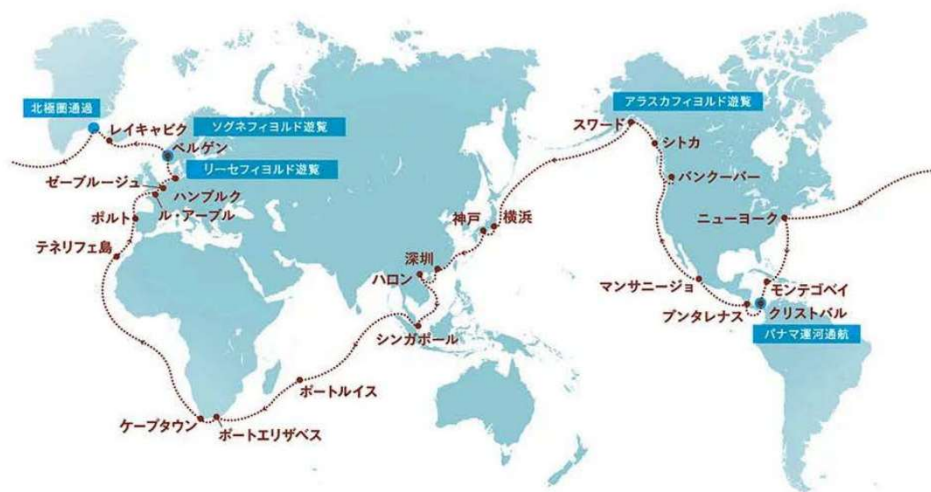 北極圏通過
レイキャビク
ソグネフィヨルド遊覧
ベルゲン
リーセフィヨルド遊覧
ゼーブルージュ
ハンブルク
ル・アーブル
ポルト
テネリフェ島
ケープタウン
ポートエリザベス
ポートルイス
シンガポール
ハロン
深圳
神戸
横浜
アラスカフィヨルド遊覧
スワード
シトカ
バンクーバー
ニューヨーク
マンサニージョ
モンテゴベイ
プンタレナス
クリストバル
パナマ運河通航